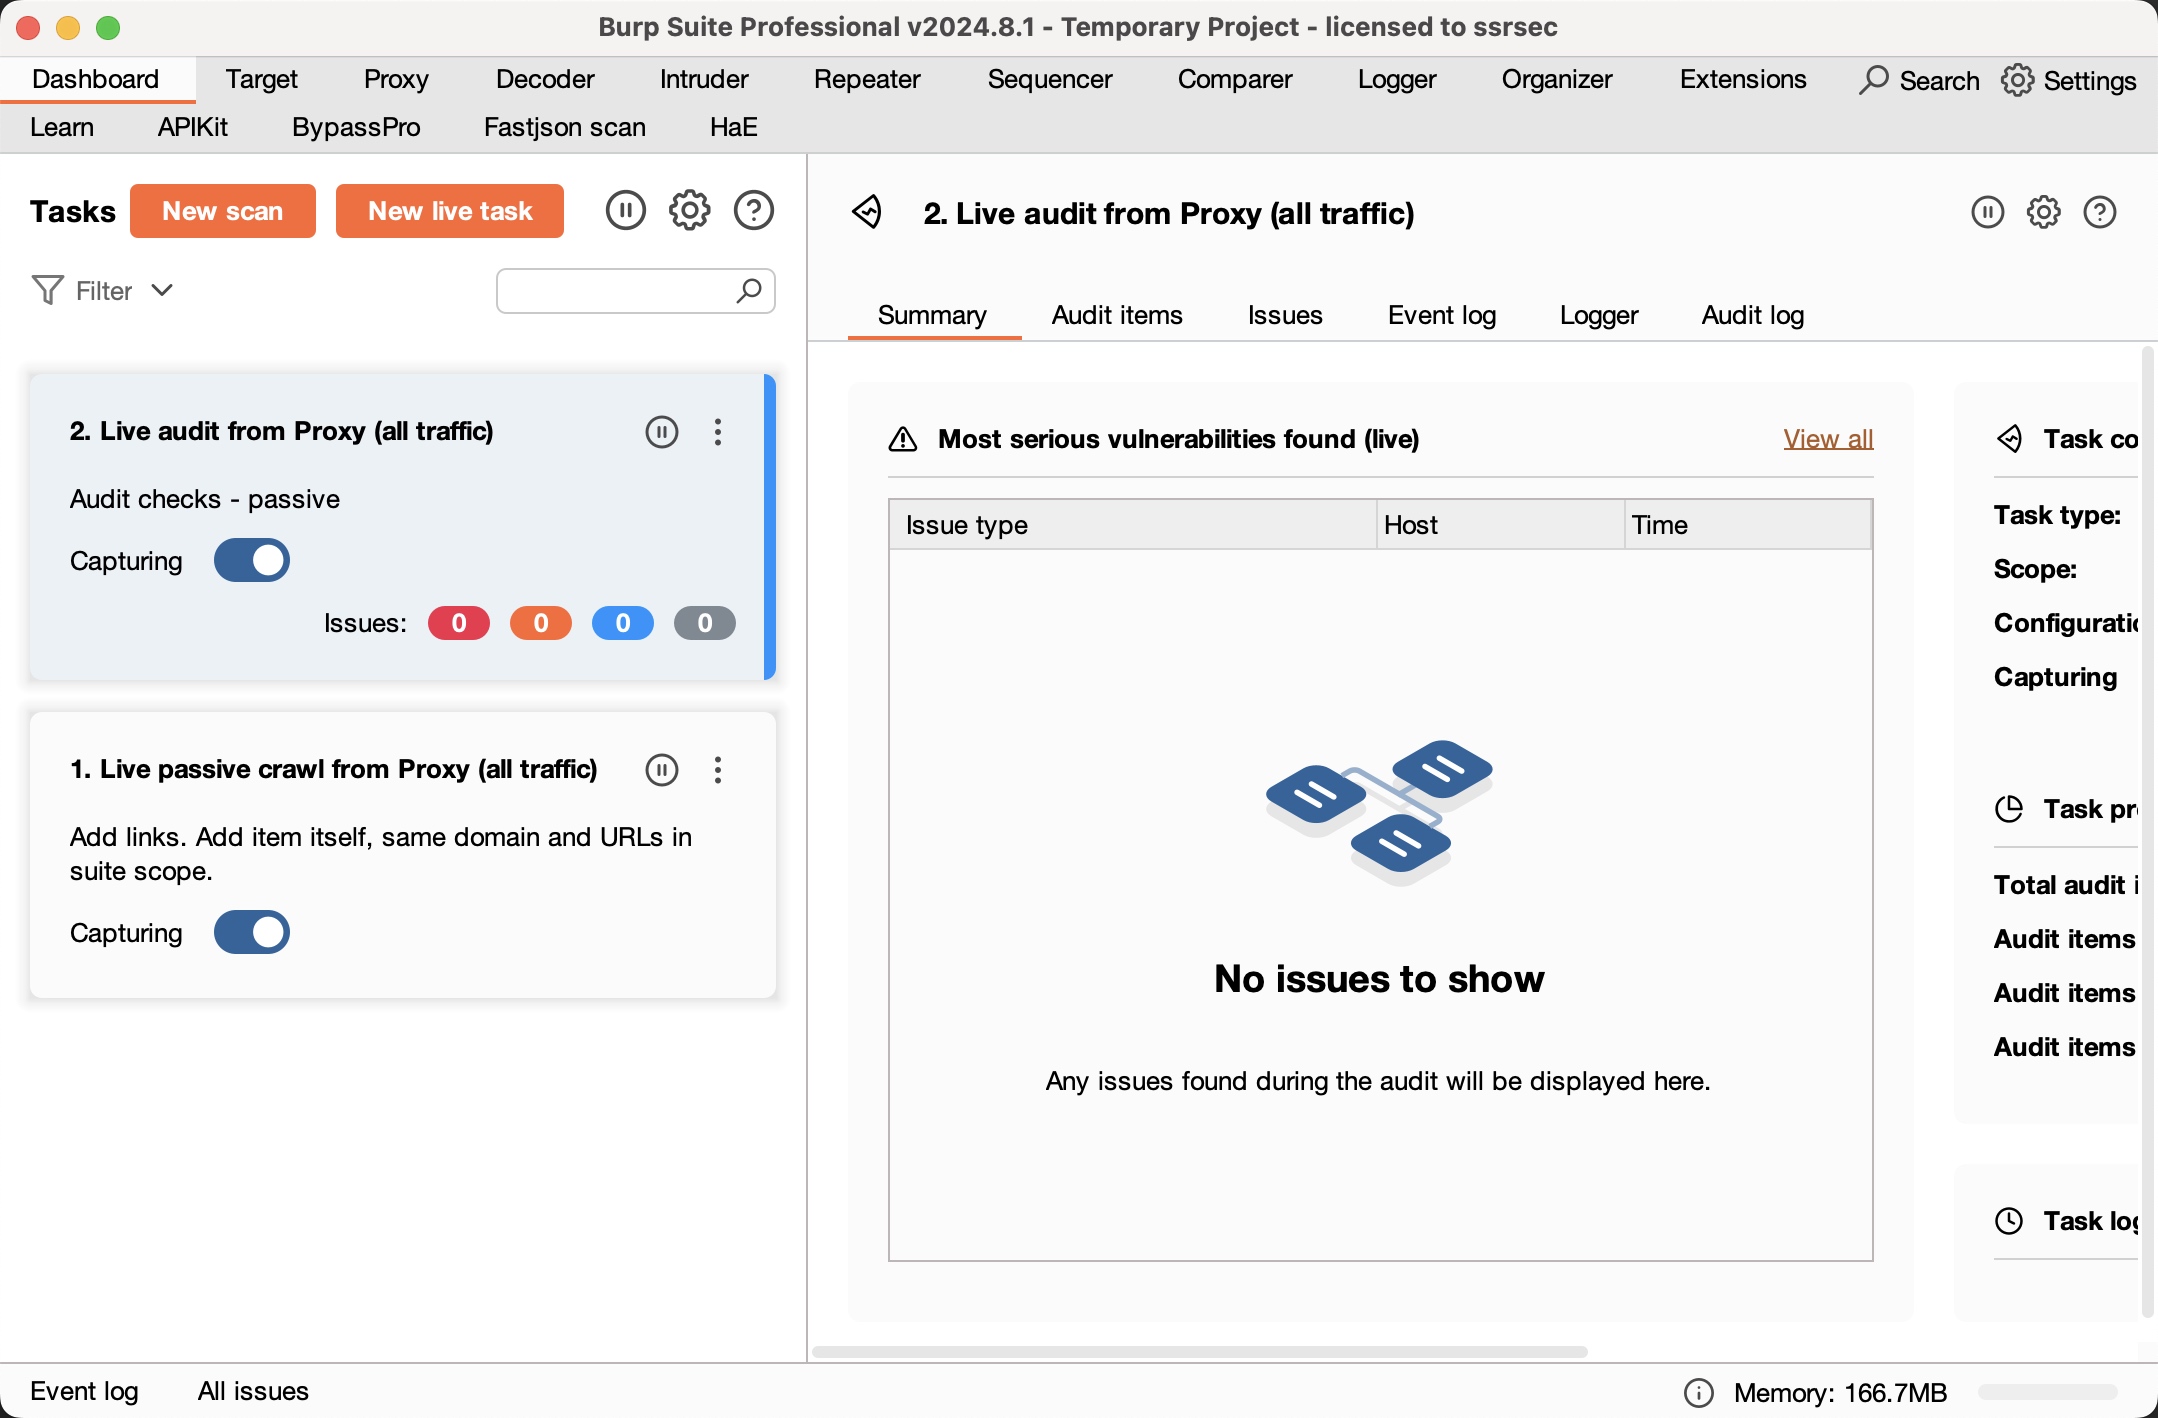 Burp Suite Professional v2024.8.1 - Temporary Project - licensed to ssrsec
Dashboard Target Proxy Decoder Intruder Repeater Sequencer Comparer Logger Organizer Extensions Search Settings
Learn APIKit BypassPro Fastjson scan HaE
Tasks New scan New live task
Filter
2. Live audit from Proxy (all traffic)
Audit checks - passive
Capturing
Issues: 0 0 0 0
1. Live passive crawl from Proxy (all traffic)
Add links. Add item itself, same domain and URLs in
suite scope.
Capturing
2. Live audit from Proxy (all traffic)
Summary Audit items Issues Event log Logger Audit log
Most serious vulnerabilities found (live) View all
Issue type Host Time
No issues to show
Any issues found during the audit will be displayed here.
Task co
Task type:
Scope:
Configuratio
Capturing
Task pr
Total audit i
Audit items
Audit items
Audit items
Task log
Event log All issues
Memory: 166.7MB